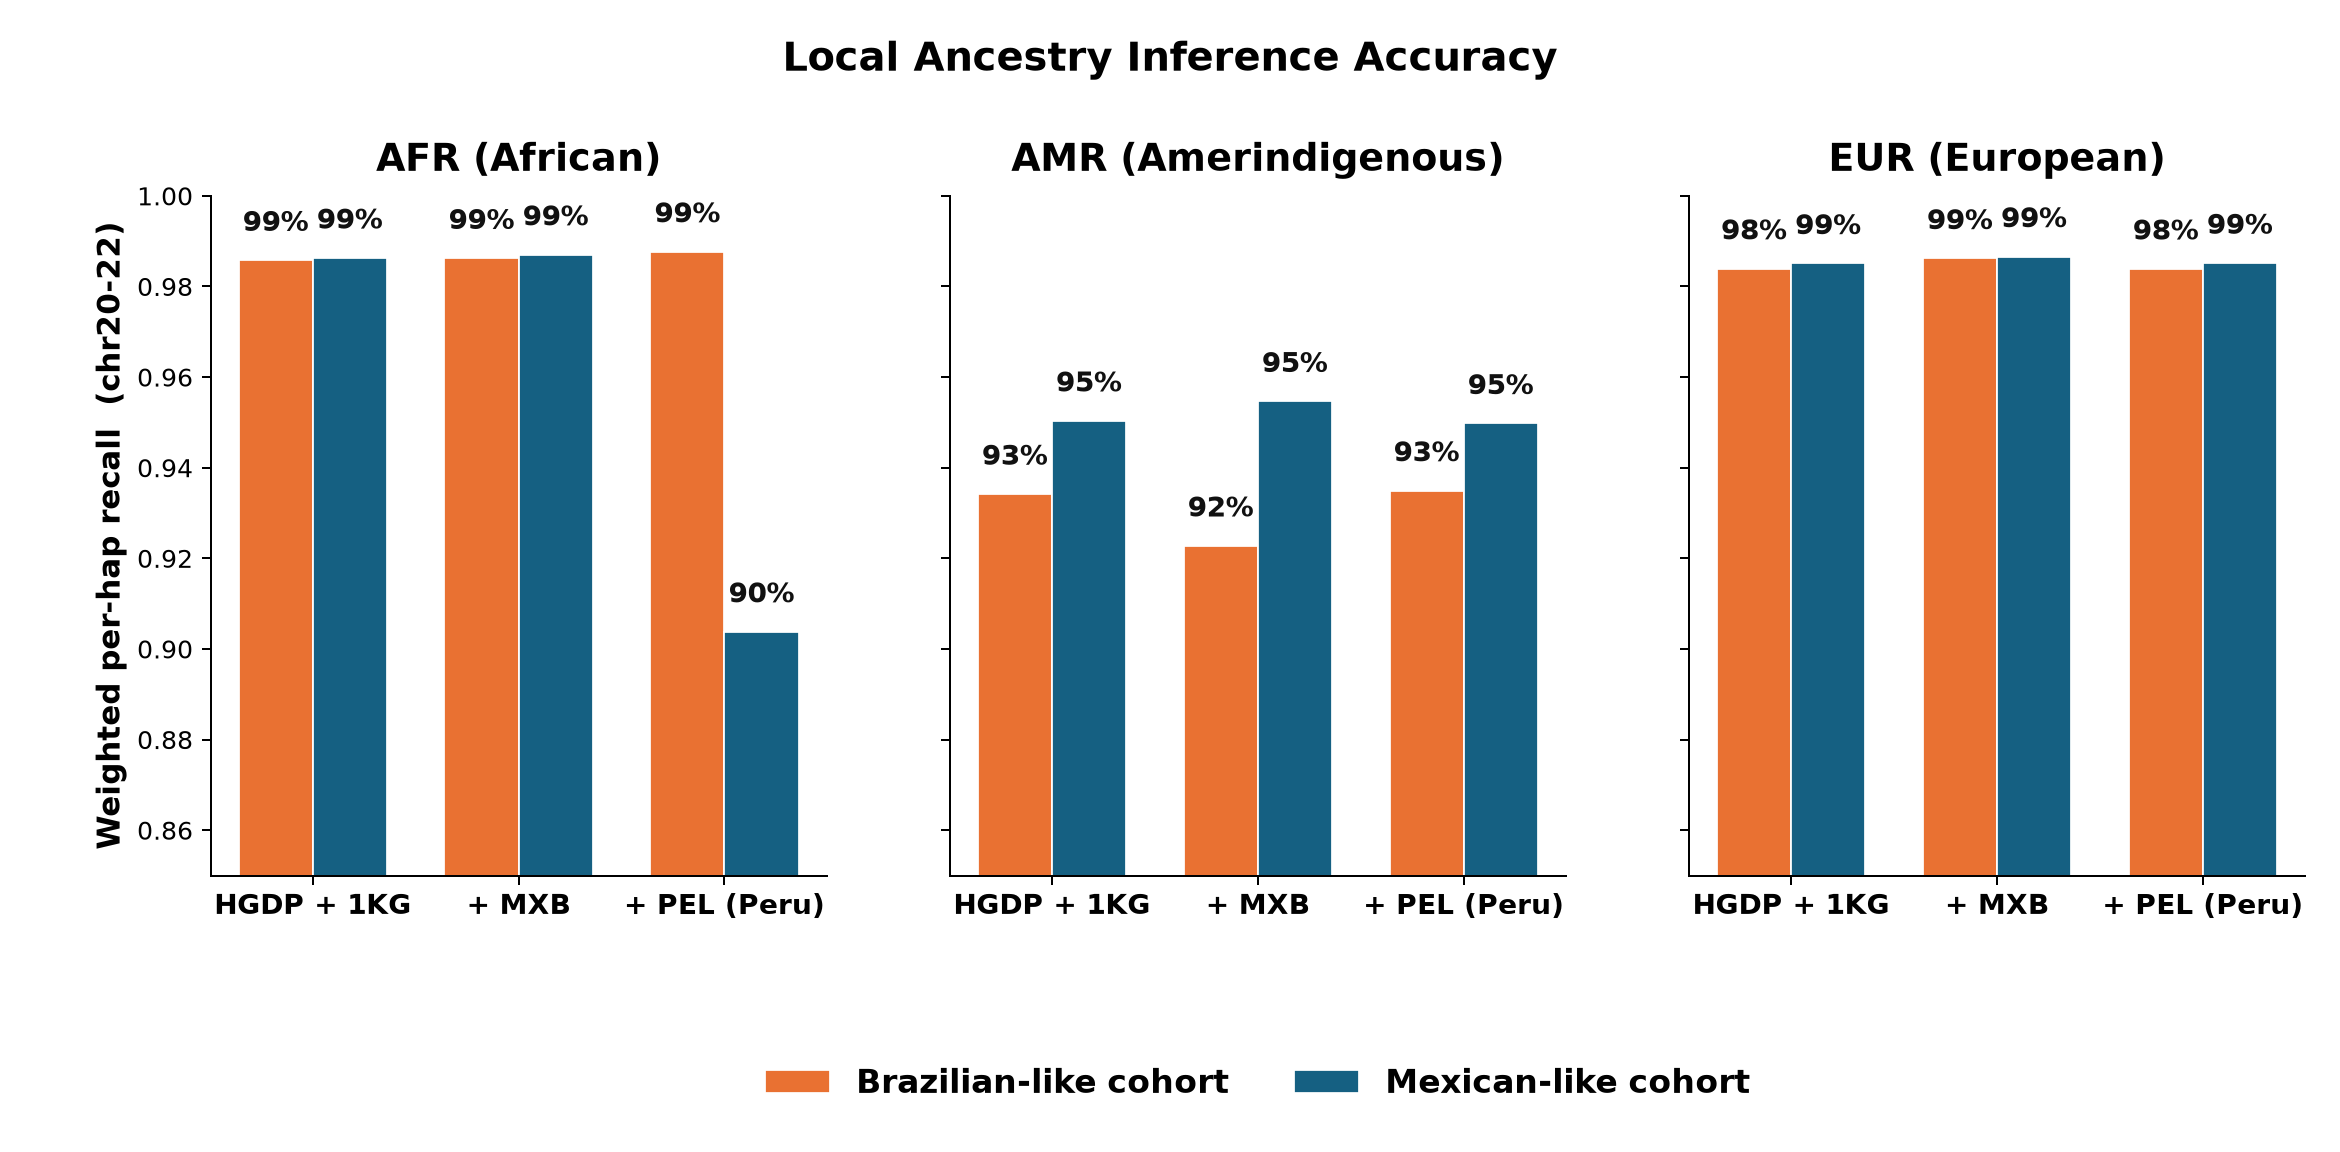 Local Ancestry Inference Accuracy
AFR (African)
AMR (Amerindigenous)
EUR (European)
Weighted per-hap recall (chr20-22)
1.00
0.98
0.96
0.94
0.92
0.90
0.88
0.86
99% 99% 99% 99% 99% 90%
93% 95% 92% 95% 93% 95%
98% 99% 99% 99% 98% 99%
HGDP + 1KG + MXB + PEL (Peru)
HGDP + 1KG + MXB + PEL (Peru)
HGDP + 1KG + MXB + PEL (Peru)
Brazilian-like cohort Mexican-like cohort